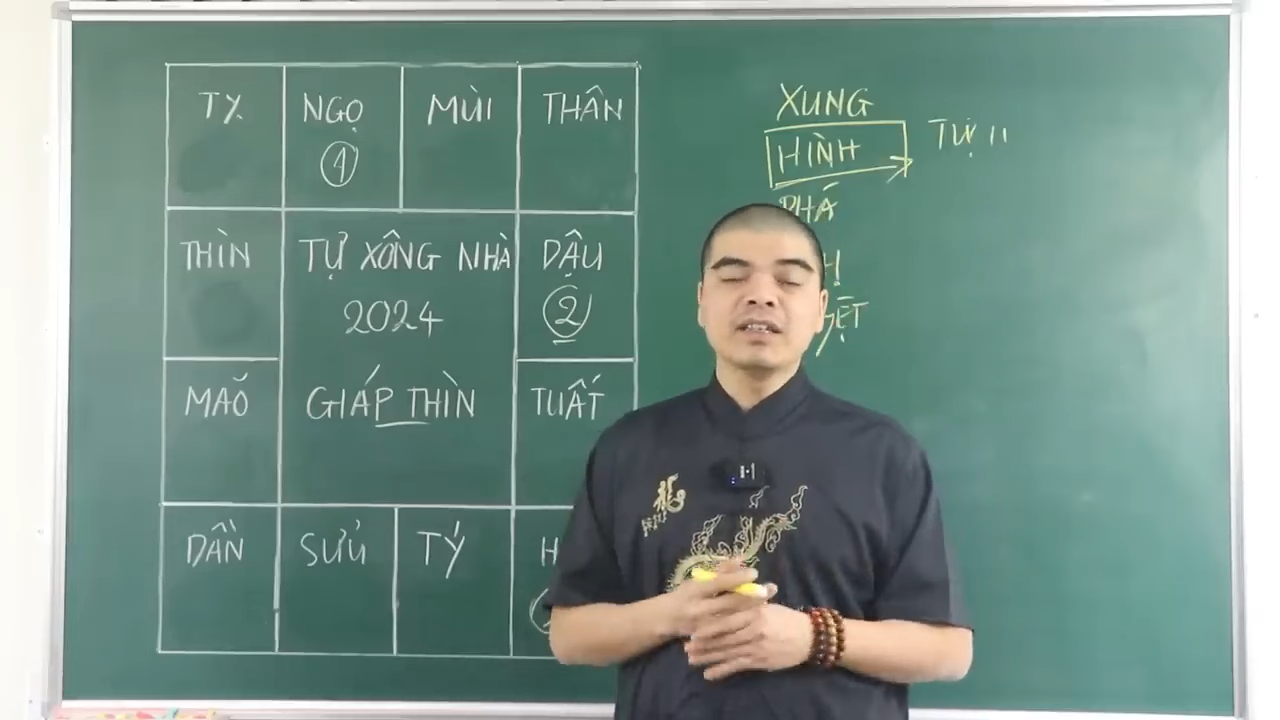 TỴ
NGỌ
MÙI
THÂN
1
THÌN
TỰ XÔNG NHÀ
DẬU
2024
2
MÃO
GIÁP THÌN
TUẤT
DẦN
SỬU
TÝ
H
XUNG
HÌNH
TỰ
PHÁ